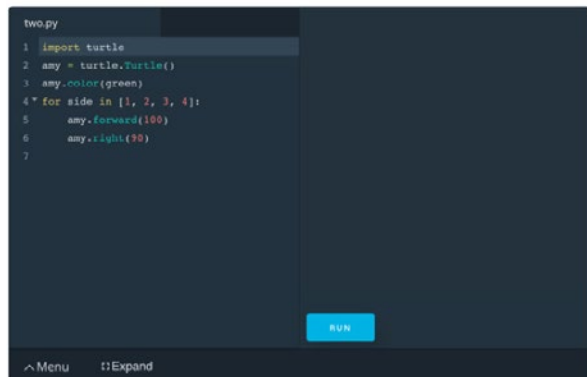 two.py
1 import turtle
2 amy = turtle.Turtle()
3 amy.color(green)
4 for side in [1, 2, 3, 4]:
5 amy.forward(100)
6 amy.right(90)
7
RUN
Menu Expand